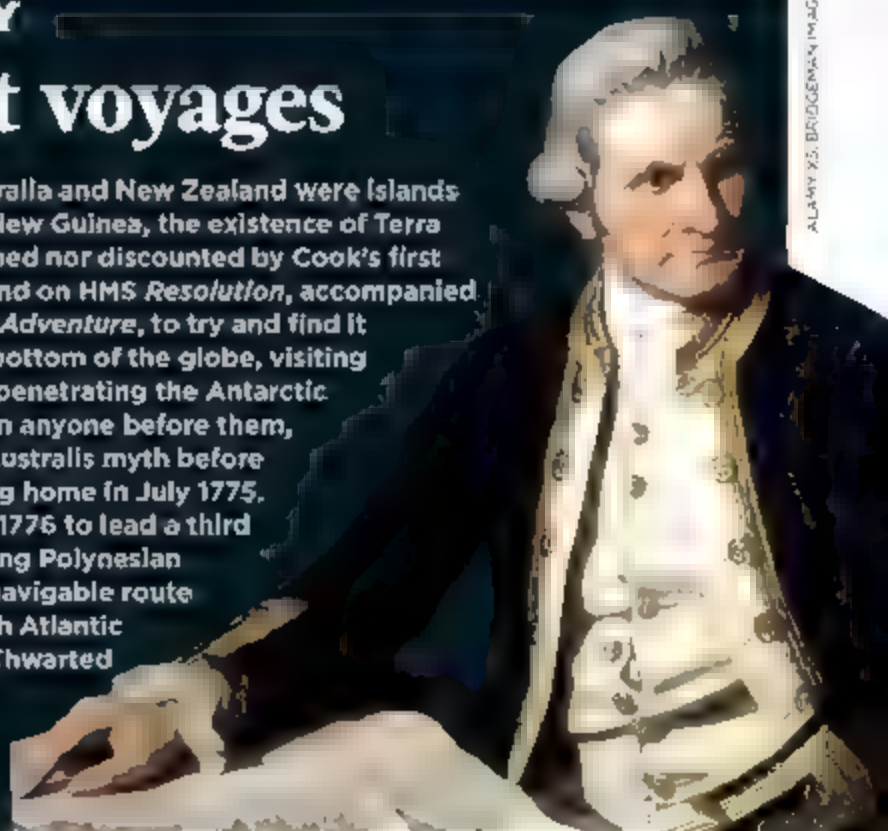 Y
t voyages
ralia and New Zealand were islands
New Guinea, the existence of Terra
ned nor discounted by Cook's first
nd on HMS Resolution, accompanied
Adventure, to try and find it
bottom of the globe, visiting
penetrating the Antarctic
n anyone before them,
ustralis myth before
g home in July 1775.
1776 to lead a third
ng Polynesian
navigable route
h Atlantic
Thwarted
ALAMY X5, BRIDGEMAN IMAG